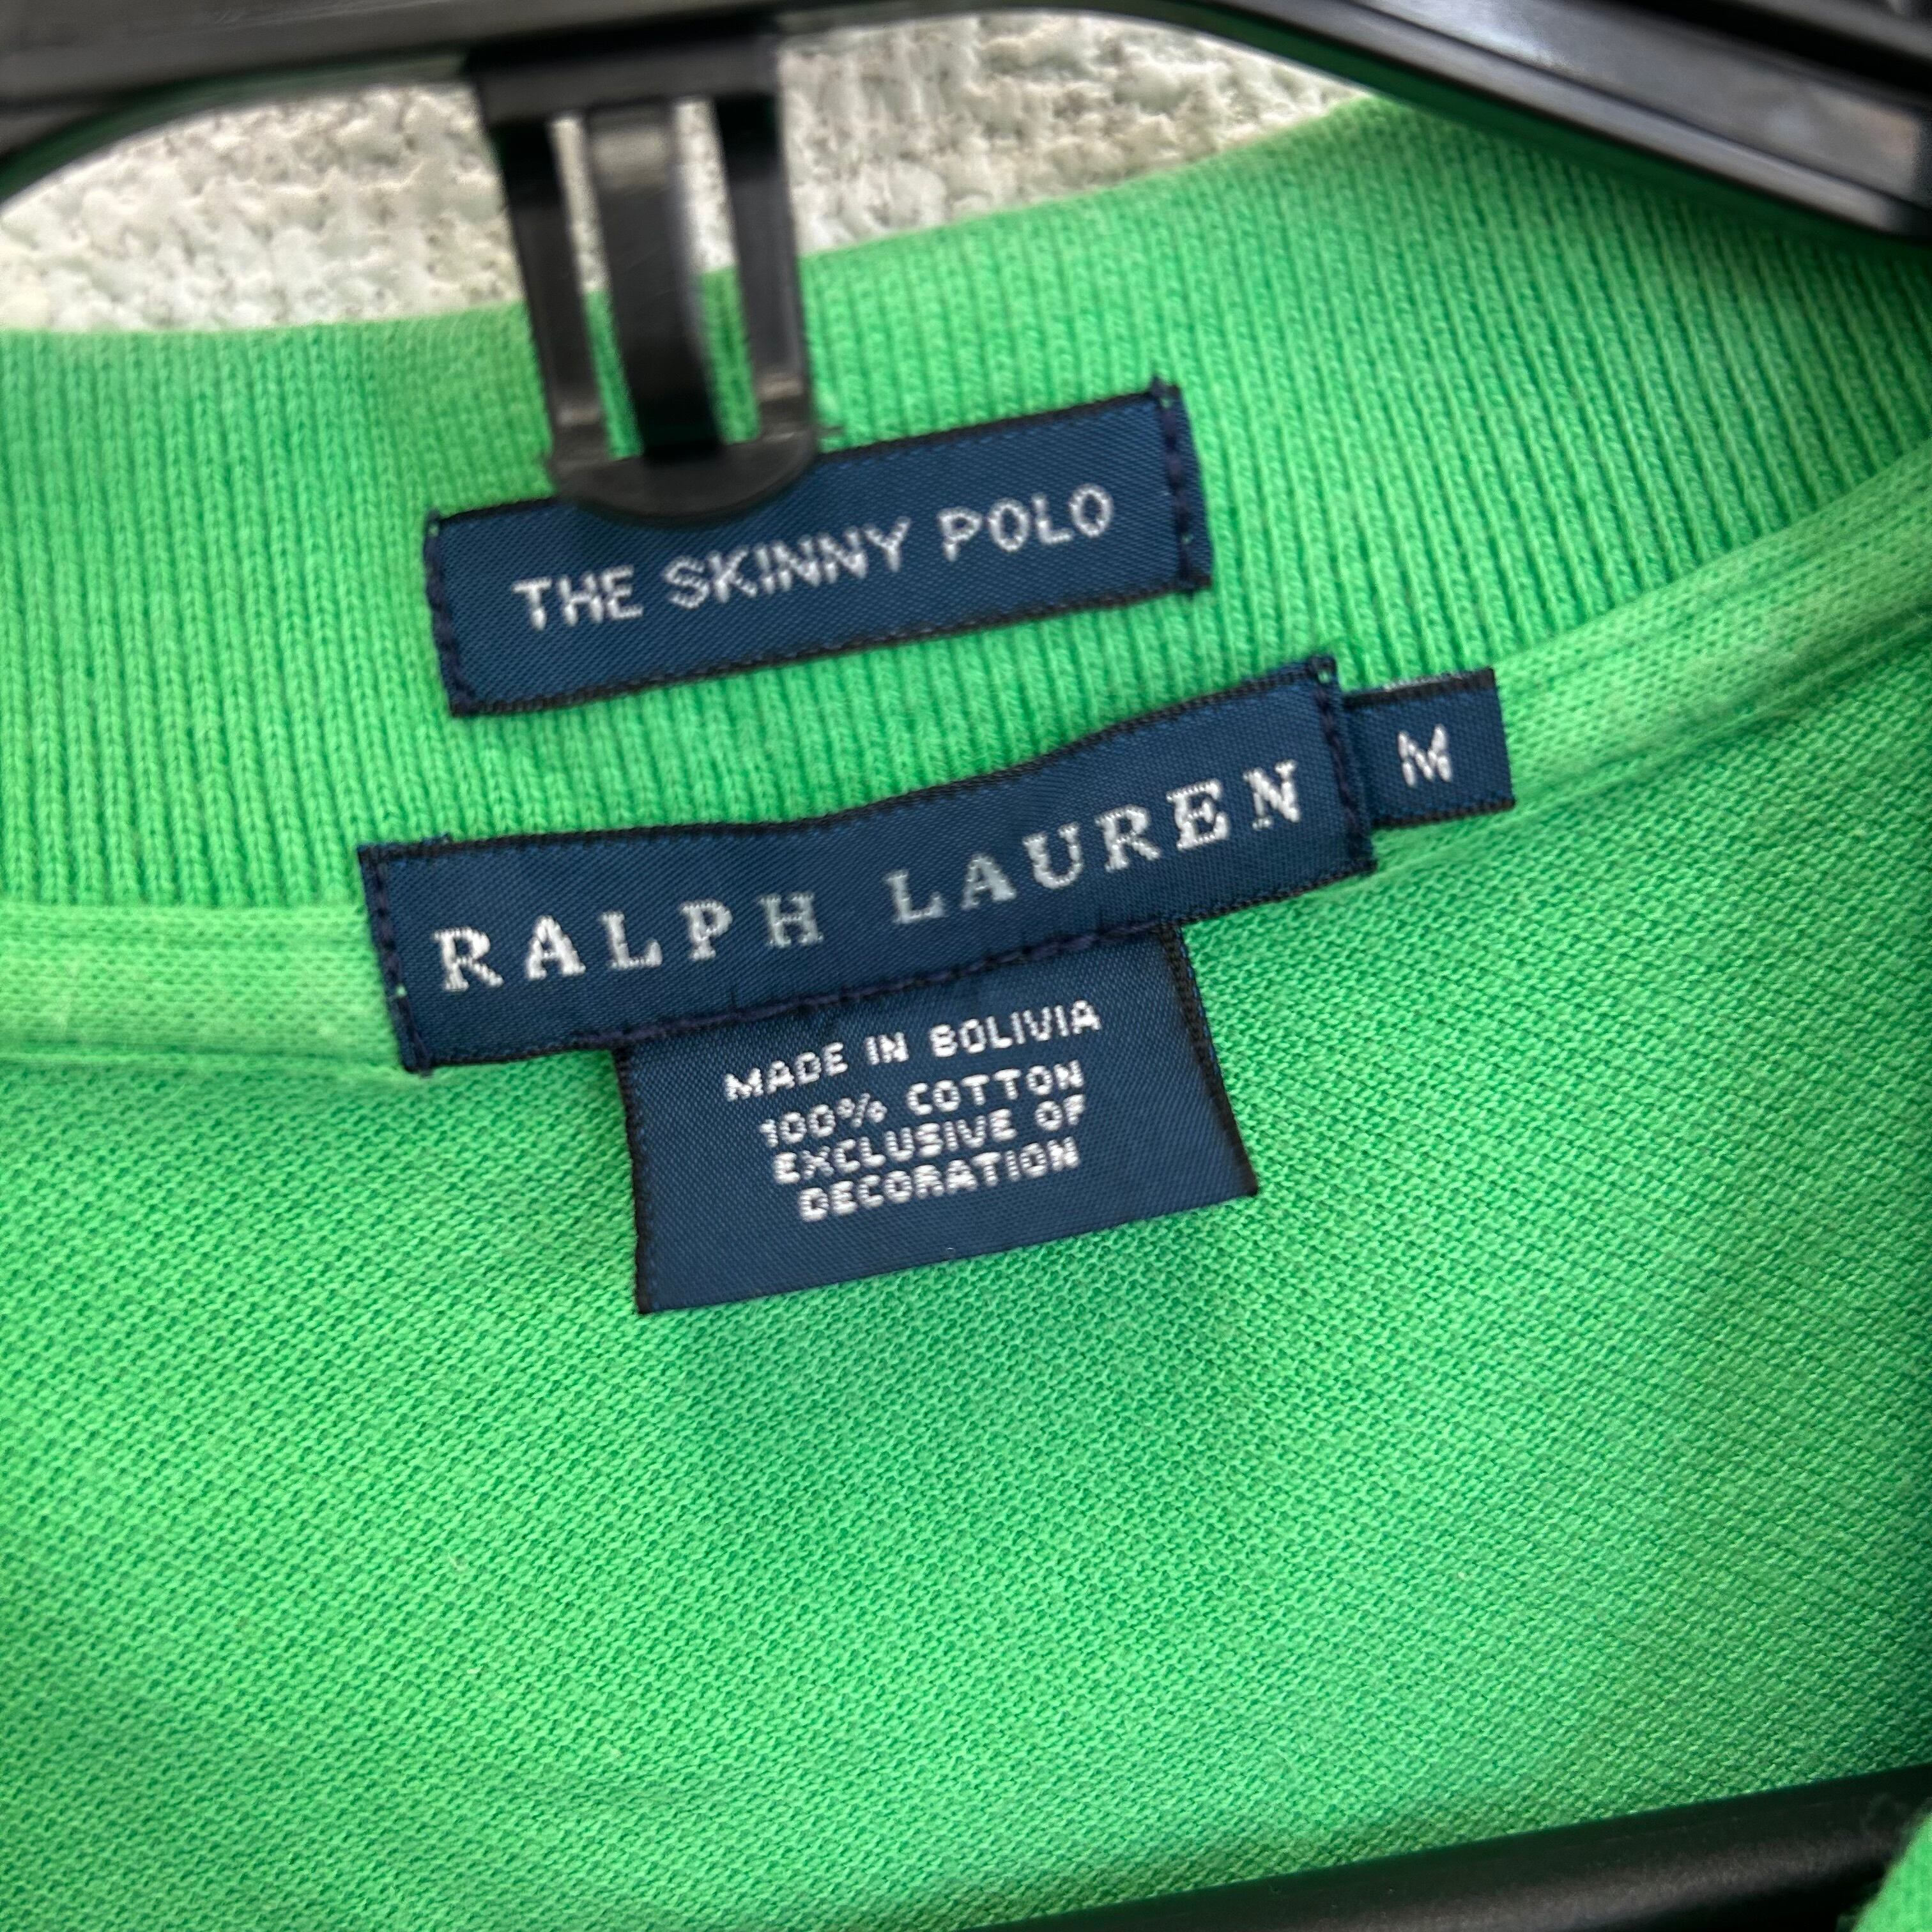 THE SKINNY POLO
RALPH LAUREN
M
MADE IN BOLIVIA
100% COTTON
EXCLUSIVE OF
DECORATION